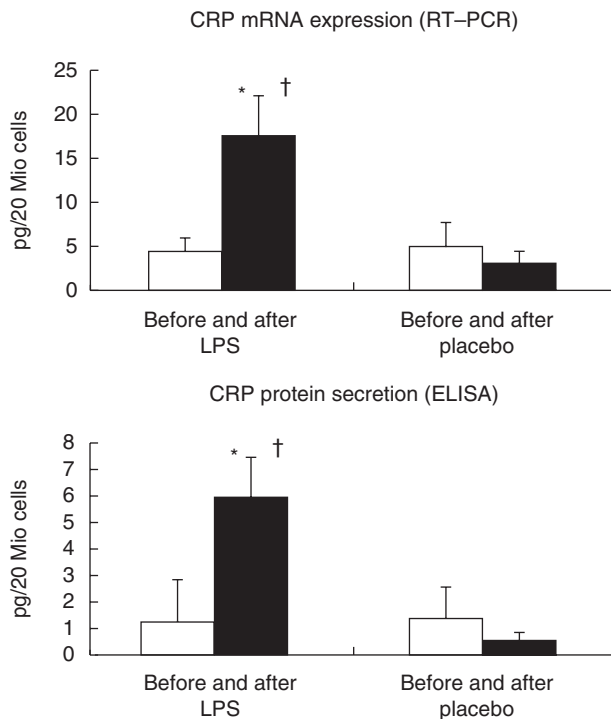 CRP mRNA expression (RT–PCR)
pg/20 Mio cells
25
20
15
10
5
0
* †
Before and after
LPS
Before and after
placebo
CRP protein secretion (ELISA)
pg/20 Mio cells
8
7
6
5
4
3
2
1
0
* †
Before and after
LPS
Before and after
placebo